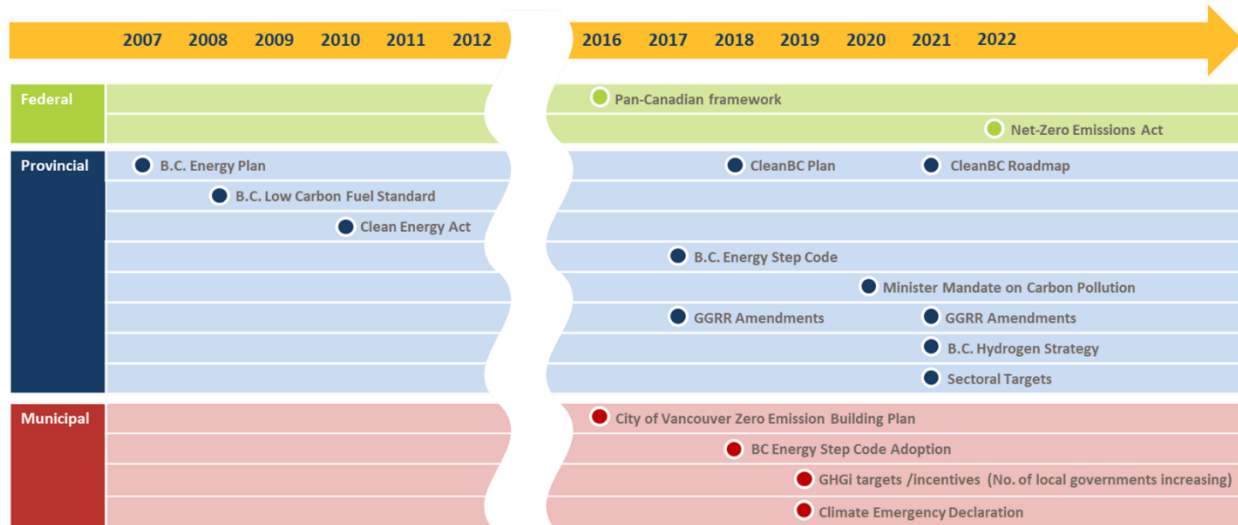 2007 2008 2009 2010 2011 2012 2016 2017 2018 2019 2020 2021 2022
Federal
Pan-Canadian framework
Net-Zero Emissions Act
Provincial
B.C. Energy Plan
CleanBC Plan
CleanBC Roadmap
B.C. Low Carbon Fuel Standard
Clean Energy Act
B.C. Energy Step Code
Minister Mandate on Carbon Pollution
GGRR Amendments
GGRR Amendments
B.C. Hydrogen Strategy
Sectoral Targets
Municipal
City of Vancouver Zero Emission Building Plan
BC Energy Step Code Adoption
GHGi targets /incentives (No. of local governments increasing)
Climate Emergency Declaration